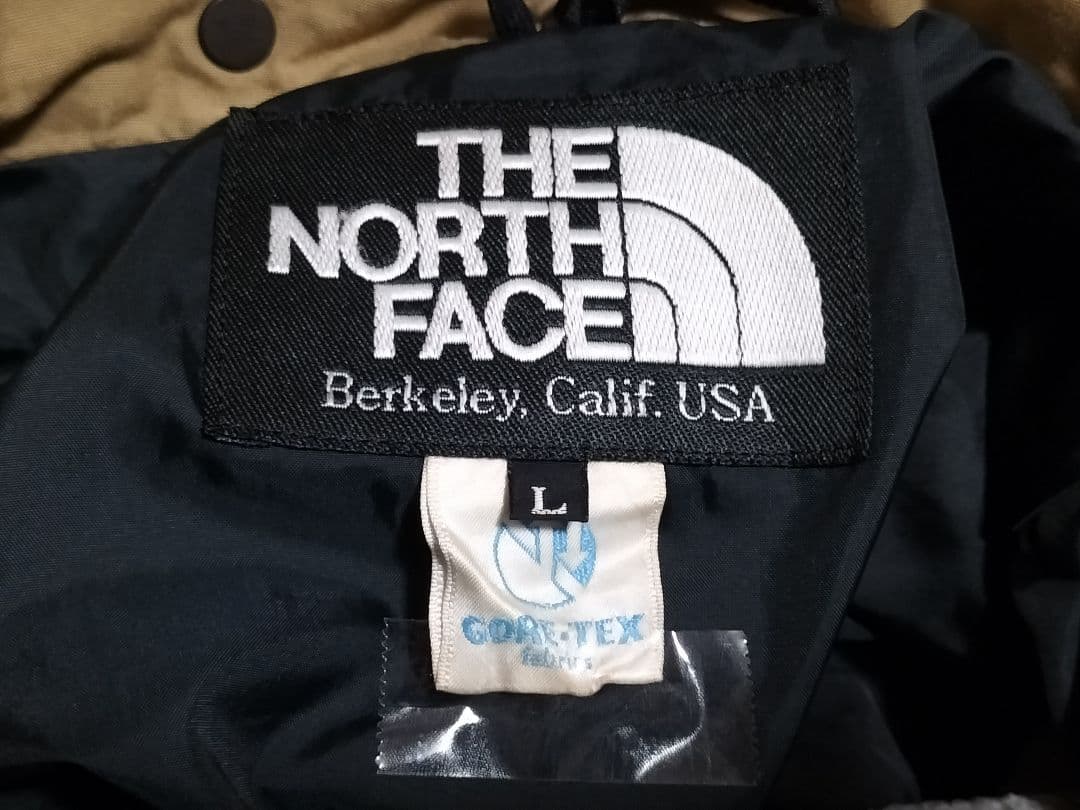 THE
NORTH
FACE
Berkeley, Calif. USA
L
GORE-TEX
fabrics